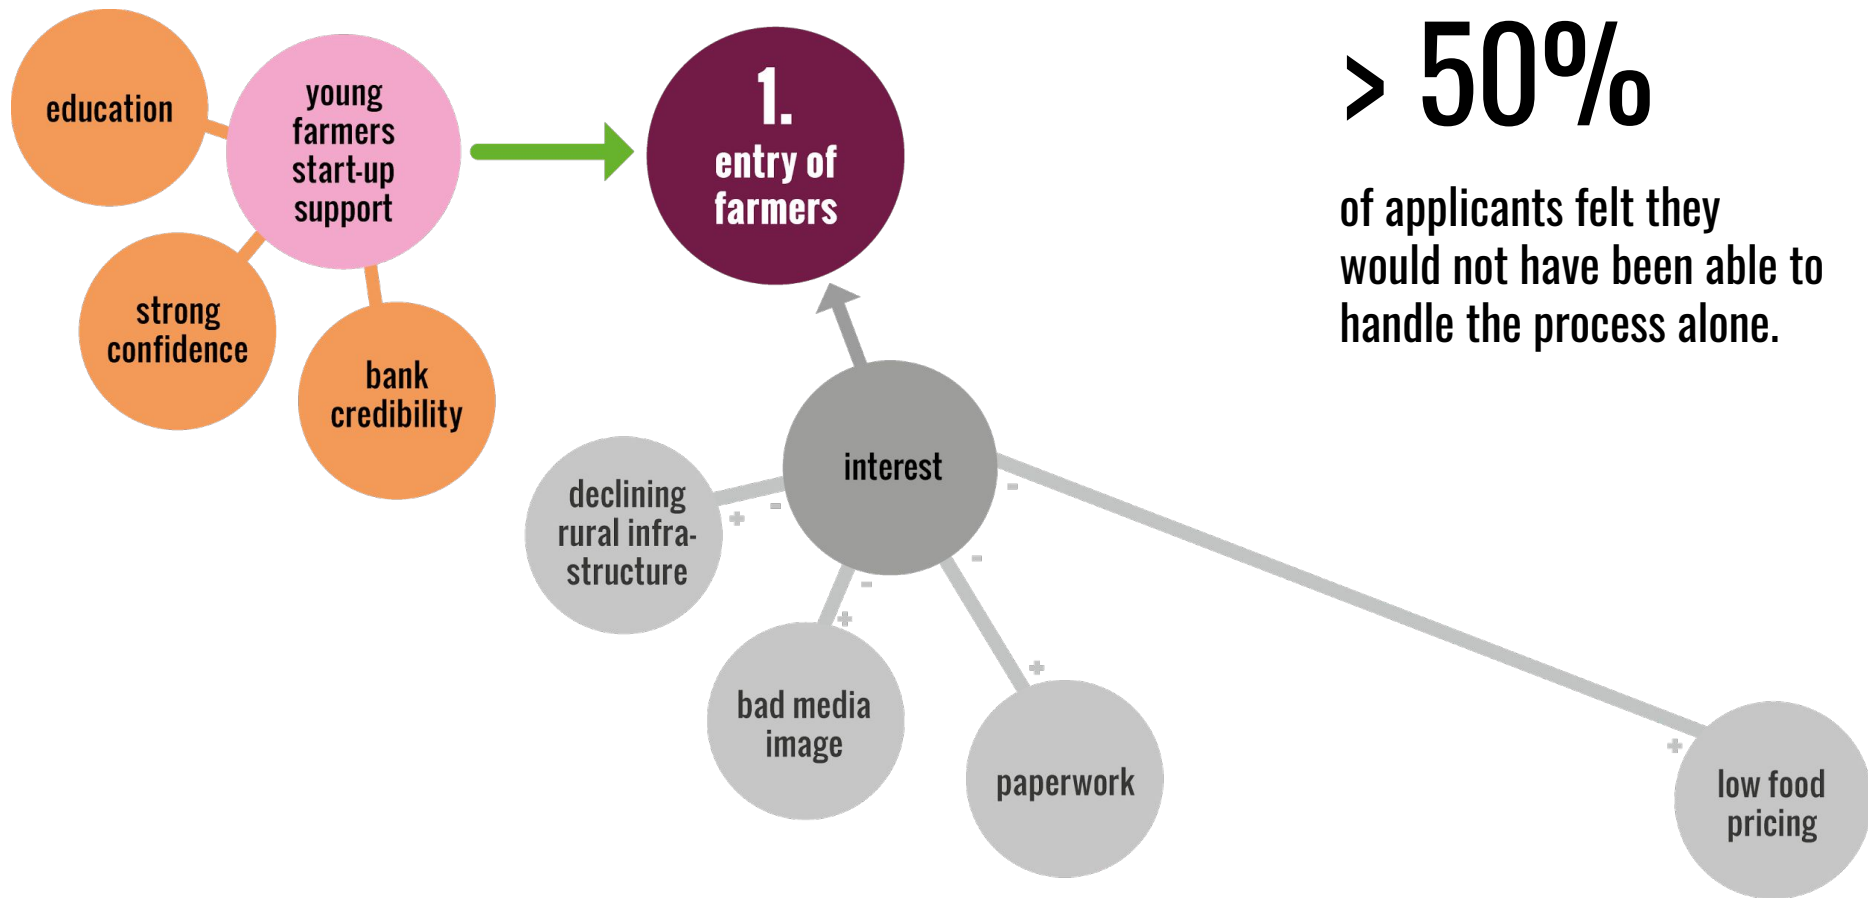 education
young
farmers
start-up
support
strong
confidence
bank
credibility
1.
entry of
farmers
> 50%
of applicants felt they
would not have been able to
handle the process alone.
interest
-
-
-
-
declining
rural infra-
structure
+
bad media
image
+
paperwork
+
low food
pricing
+